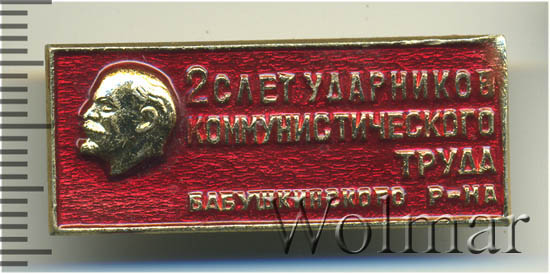 2 СЛЕТ УДАРНИКОВ
КОММУНИСТИЧЕСКОГО
ТРУДА
БАБУШКИНСКОГО Р-НА
Wolmar